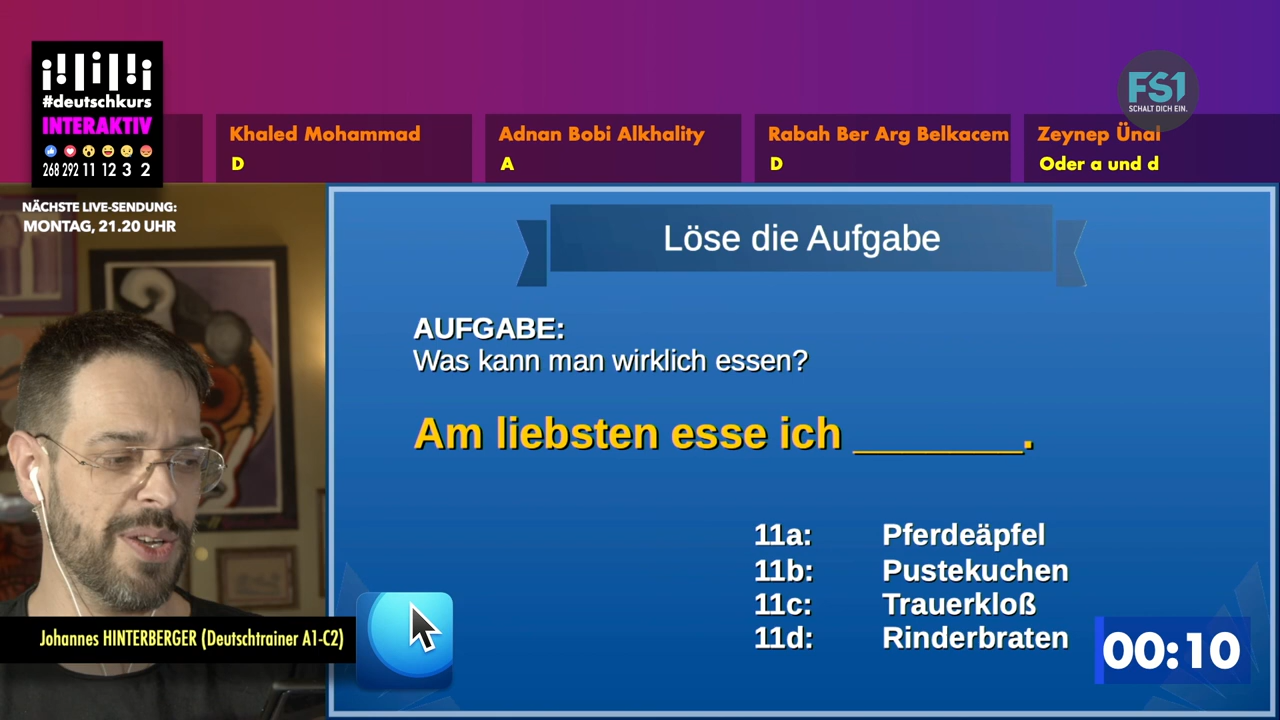 #deutschkurs
INTERAKTIV
268 292 11 12 3 2
FS1
SCHALT DICH EIN.
Khaled Mohammad
D
Adnan Bobi Alkhality
A
Rabah Ber Arg Belkacem
D
Zeynep Ünal
Oder a und d
NÄCHSTE LIVE-SENDUNG:
MONTAG, 21.20 UHR
Löse die Aufgabe
AUFGABE:
Was kann man wirklich essen?
Am liebsten esse ich _______.
11a: Pferdeäpfel
11b: Pustekuchen
11c: Trauerkloß
11d: Rinderbraten
Johannes HINTERBERGER (Deutschtrainer A1-C2)
00:10